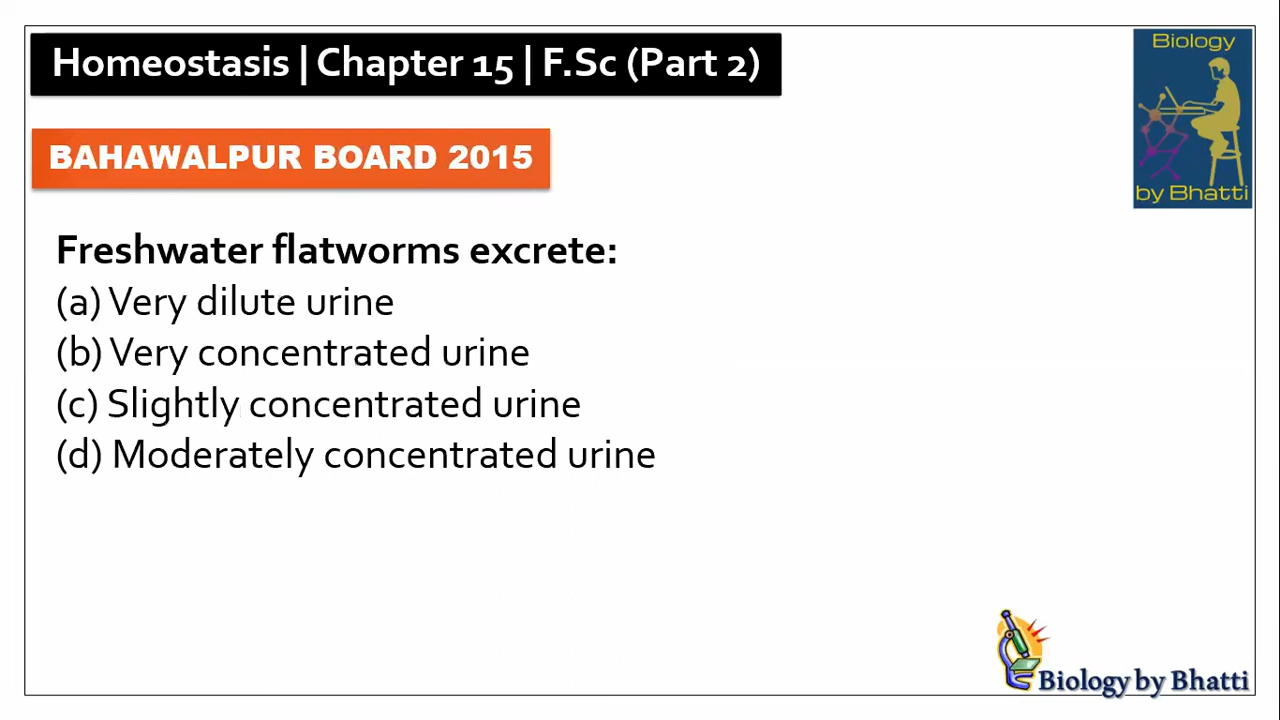 Homeostasis | Chapter 15 | F.Sc (Part 2)
Biology
by Bhatti
BAHAWALPUR BOARD 2015
Freshwater flatworms excrete:
(a) Very dilute urine
(b) Very concentrated urine
(c) Slightly concentrated urine
(d) Moderately concentrated urine
Biology by Bhatti